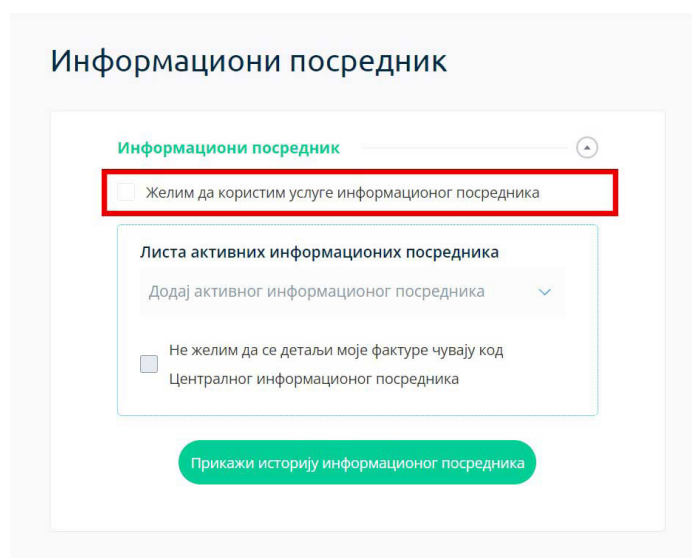 Информациони посредник
Информациони посредник
Желим да користим услуге информационог посредника
Листа активних информационих посредника
Додај активног информационог посредника
Не желим да се детаљи моје фактуре чувају код
Централног информационог посредника
Прикажи историју информационог посредника